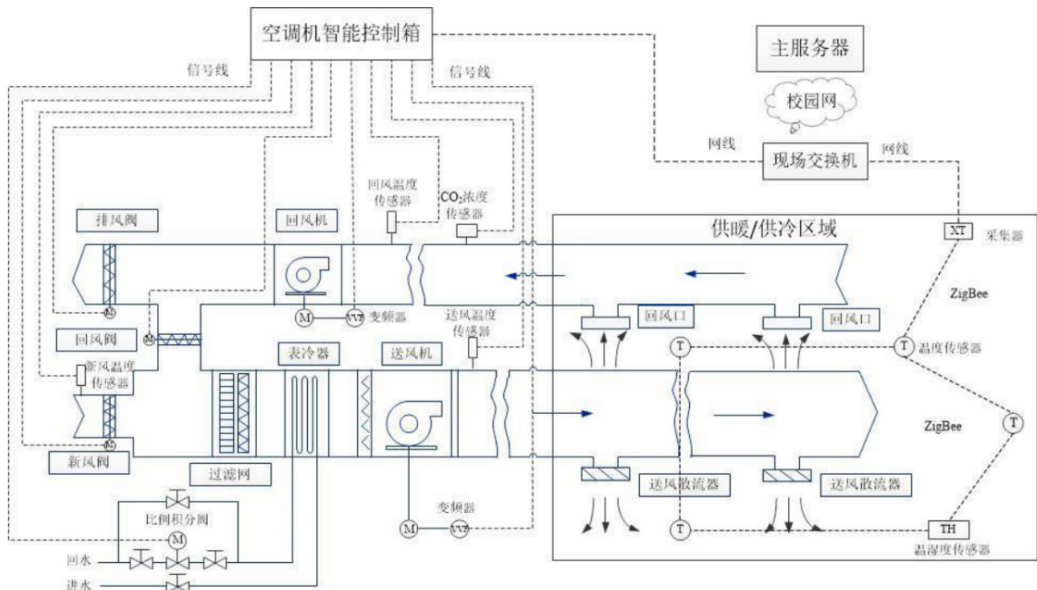 空调机智能控制箱
主服务器
信号线
信号线
校园网
网线
现场交换机
网线
回风温度
传感器
CO₂浓度
传感器
排风阀
回风机
供暖/供冷区域
XT
采集器
ZigBee
M
M
VVF
变频器
送风温度
传感器
回风口
回风口
回风阀
M
表冷器
送风机
T
T
温度传感器
新风温度
传感器
ZigBee
T
M
新风阀
过滤网
送风散流器
送风散流器
比例积分阀
变频器
M
M
VVF
T
TH
温湿度传感器
回水
进水